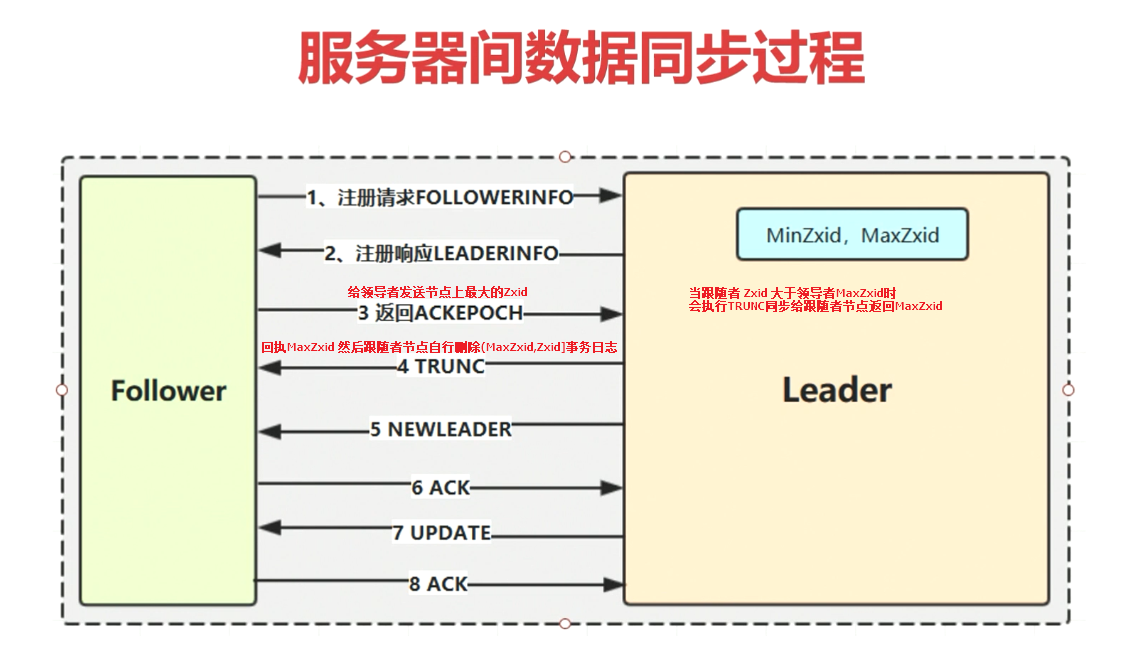 服务器间数据同步过程
1、注册请求FOLLOWERINFO
MinZxid，MaxZxid
2、注册响应LEADERINFO
给领导者发送节点上最大的Zxid
3 返回ACKEPOCH
当跟随者 Zxid 大于领导者MaxZxid时
会执行TRUNC同步给跟随者节点返回MaxZxid
回执MaxZxid 然后跟随者节点自行删除(MaxZxid,Zxid]事务日志
4 TRUNC
Follower
Leader
5 NEWLEADER
6 ACK
7 UPDATE
8 ACK